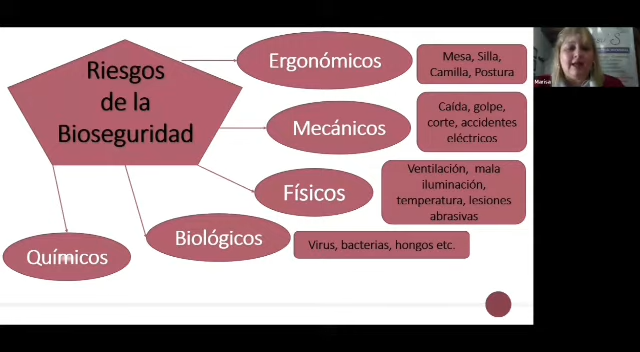 Riesgos
de la
Bioseguridad
Ergonómicos
Mesa, Silla,
Camilla, Postura
Mecánicos
Caída, golpe,
corte, accidentes
eléctricos
Físicos
Ventilación, mala
iluminación,
temperatura, lesiones
abrasivas
Biológicos
Virus, bacterias, hongos etc.
Químicos
Marisa